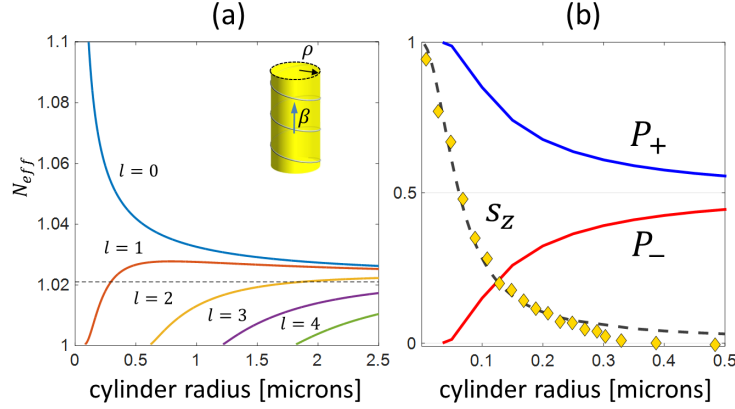 (a)
(b)
1.1
1.08
1.06
1.04
1.02
1
N_eff
ρ
β
l = 0
l = 1
l = 2
l = 3
l = 4
0
0.5
1
1.5
2
2.5
cylinder radius [microns]
1
0.5
0
P₊
s_z
P₋
0.1
0.2
0.3
0.4
0.5
cylinder radius [microns]